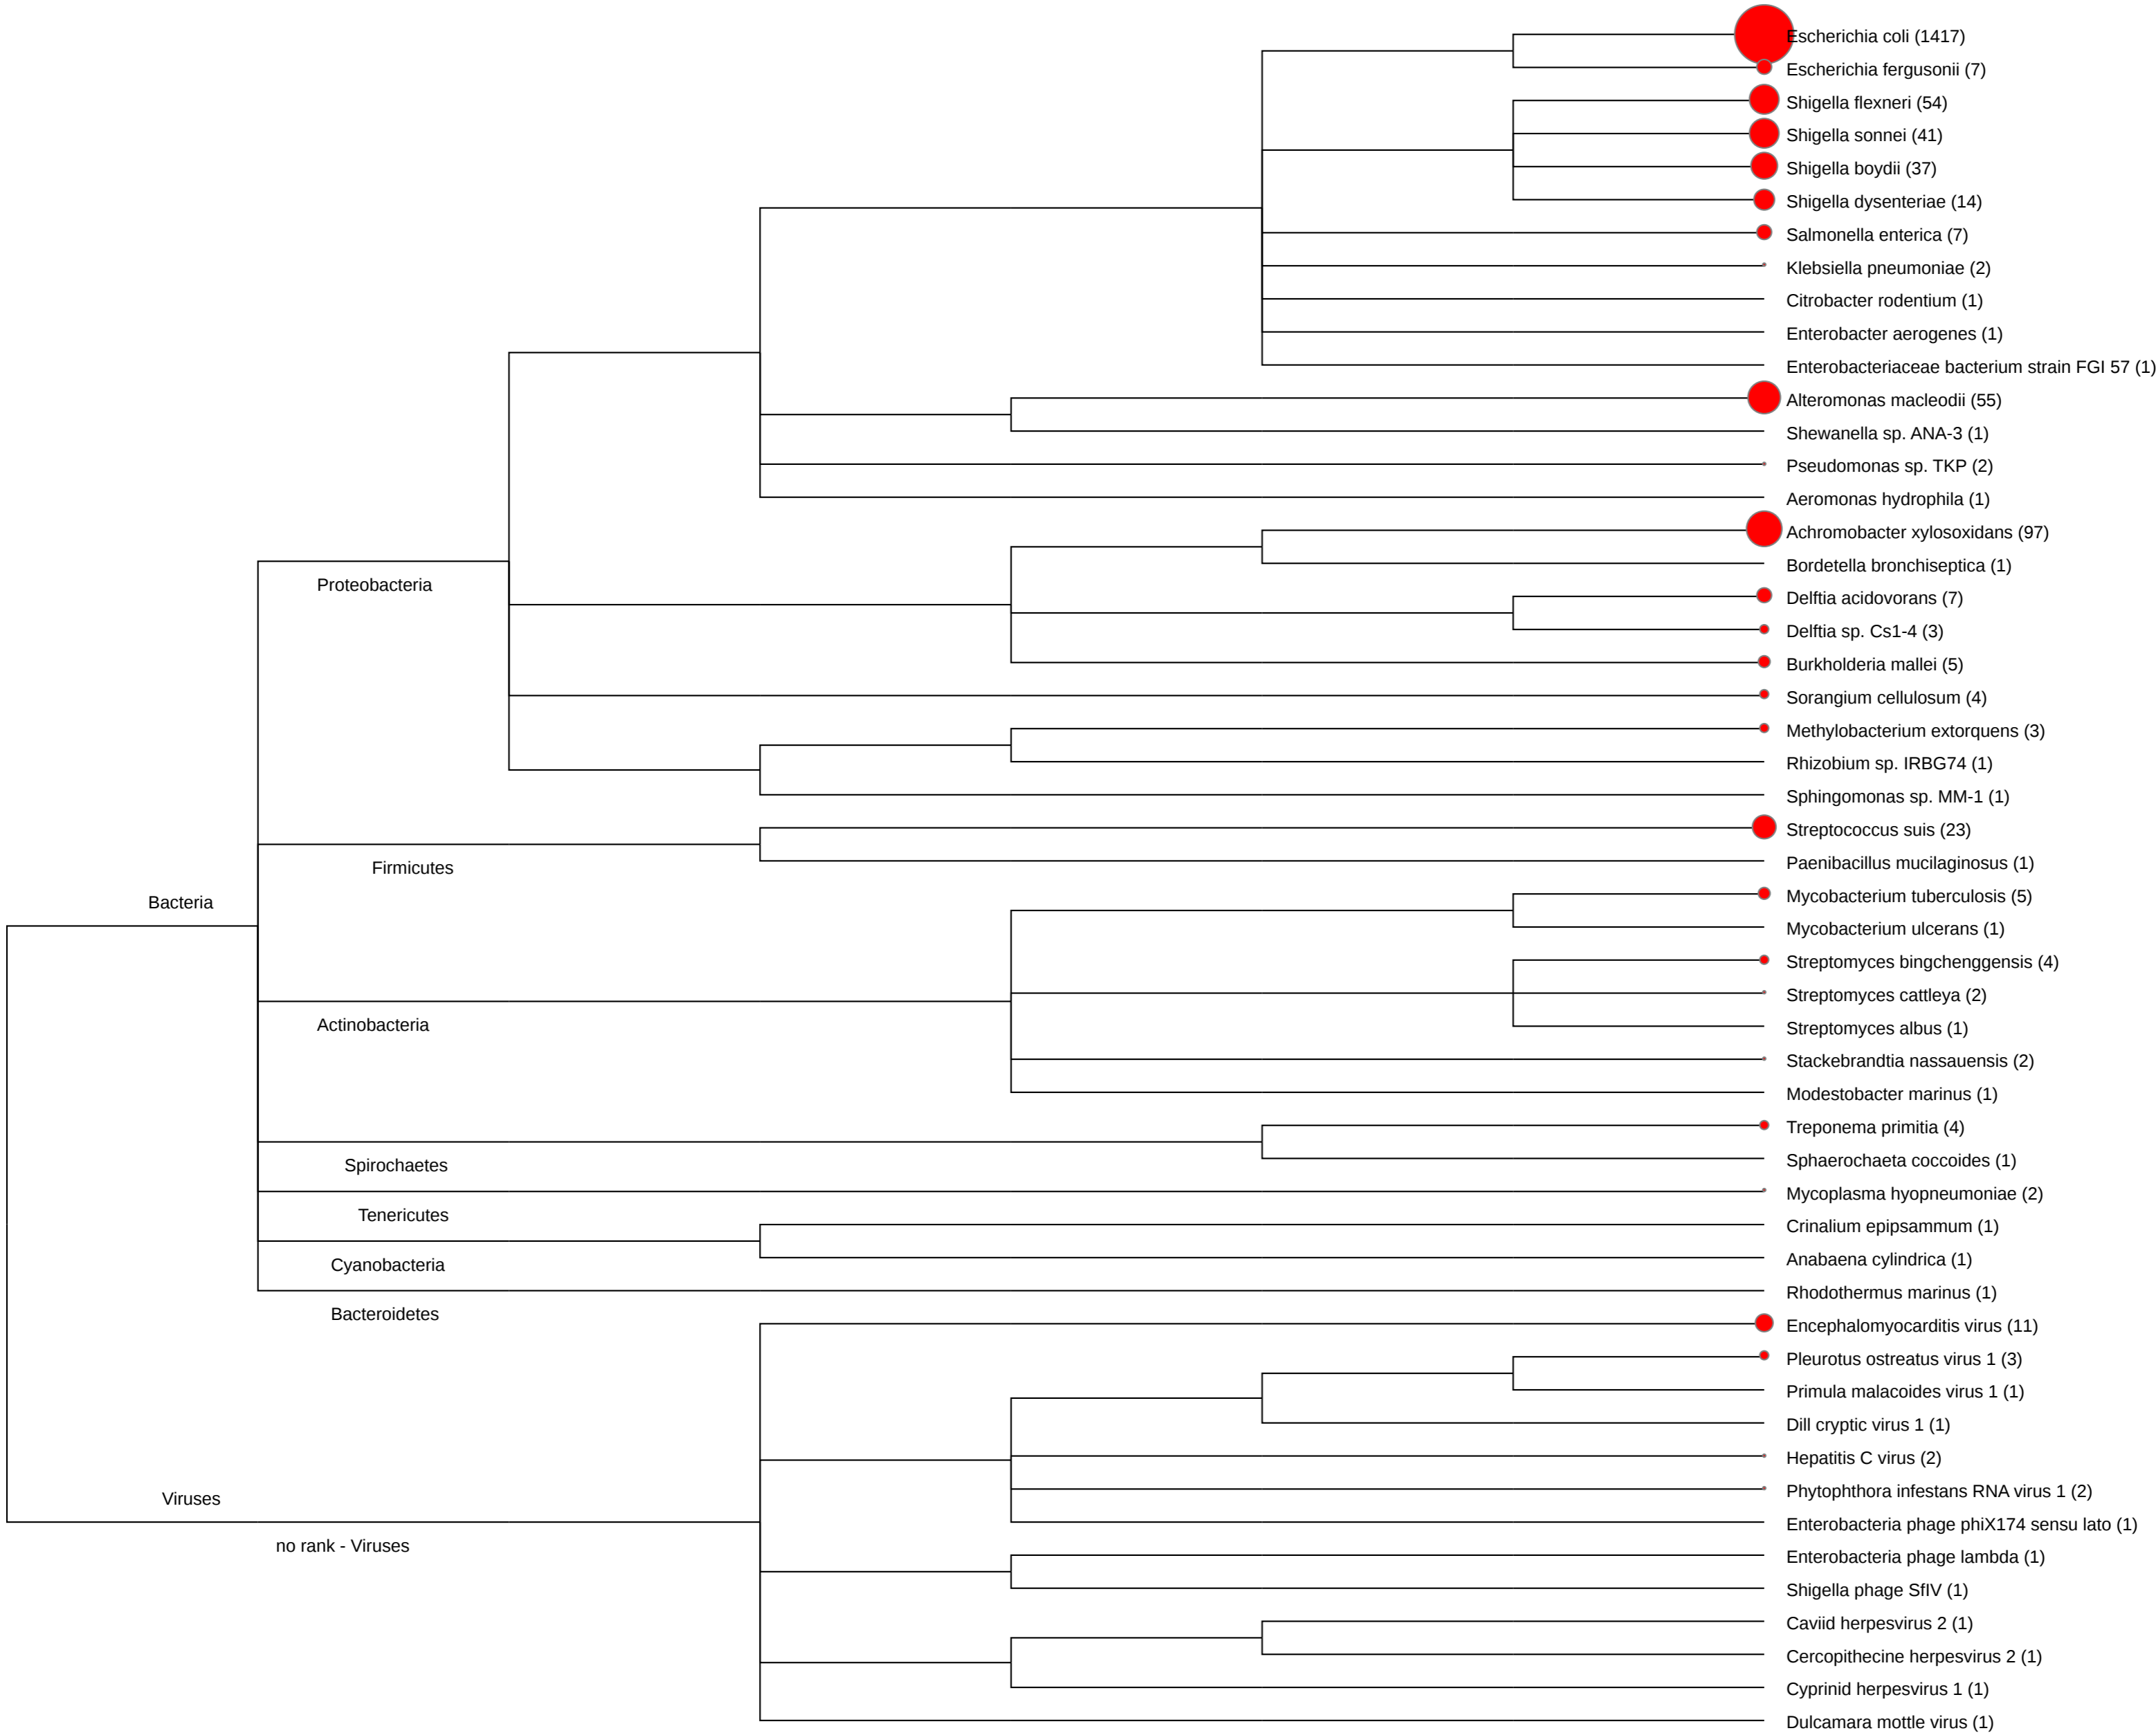 Escherichia coli (1417)
Escherichia fergusonii (7)
Shigella flexneri (54)
Shigella sonnei (41)
Shigella boydii (37)
Shigella dysenteriae (14)
Salmonella enterica (7)
Klebsiella pneumoniae (2)
Citrobacter rodentium (1)
Enterobacter aerogenes (1)
Enterobacteriaceae bacterium strain FGI 57 (1)
Alteromonas macleodii (55)
Shewanella sp. ANA-3 (1)
Pseudomonas sp. TKP (2)
Aeromonas hydrophila (1)
Achromobacter xylosoxidans (97)
Bordetella bronchiseptica (1)
Proteobacteria
Delftia acidovorans (7)
Delftia sp. Cs1-4 (3)
Burkholderia mallei (5)
Sorangium cellulosum (4)
Methylobacterium extorquens (3)
Rhizobium sp. IRBG74 (1)
Sphingomonas sp. MM-1 (1)
Streptococcus suis (23)
Paenibacillus mucilaginosus (1)
Firmicutes
Mycobacterium tuberculosis (5)
Bacteria
Mycobacterium ulcerans (1)
Streptomyces bingchenggensis (4)
Streptomyces cattleya (2)
Actinobacteria
Streptomyces albus (1)
Stackebrandtia nassauensis (2)
Modestobacter marinus (1)
Treponema primitia (4)
Sphaerochaeta coccoides (1)
Spirochaetes
Mycoplasma hyopneumoniae (2)
Tenericutes
Crinalium epipsammum (1)
Anabaena cylindrica (1)
Cyanobacteria
Rhodothermus marinus (1)
Bacteroidetes
Encephalomyocarditis virus (11)
Pleurotus ostreatus virus 1 (3)
Primula malacoides virus 1 (1)
Dill cryptic virus 1 (1)
Hepatitis C virus (2)
Phytophthora infestans RNA virus 1 (2)
Viruses
Enterobacteria phage phiX174 sensu lato (1)
no rank - Viruses
Enterobacteria phage lambda (1)
Shigella phage SfIV (1)
Caviid herpesvirus 2 (1)
Cercopithecine herpesvirus 2 (1)
Cyprinid herpesvirus 1 (1)
Dulcamara mottle virus (1)